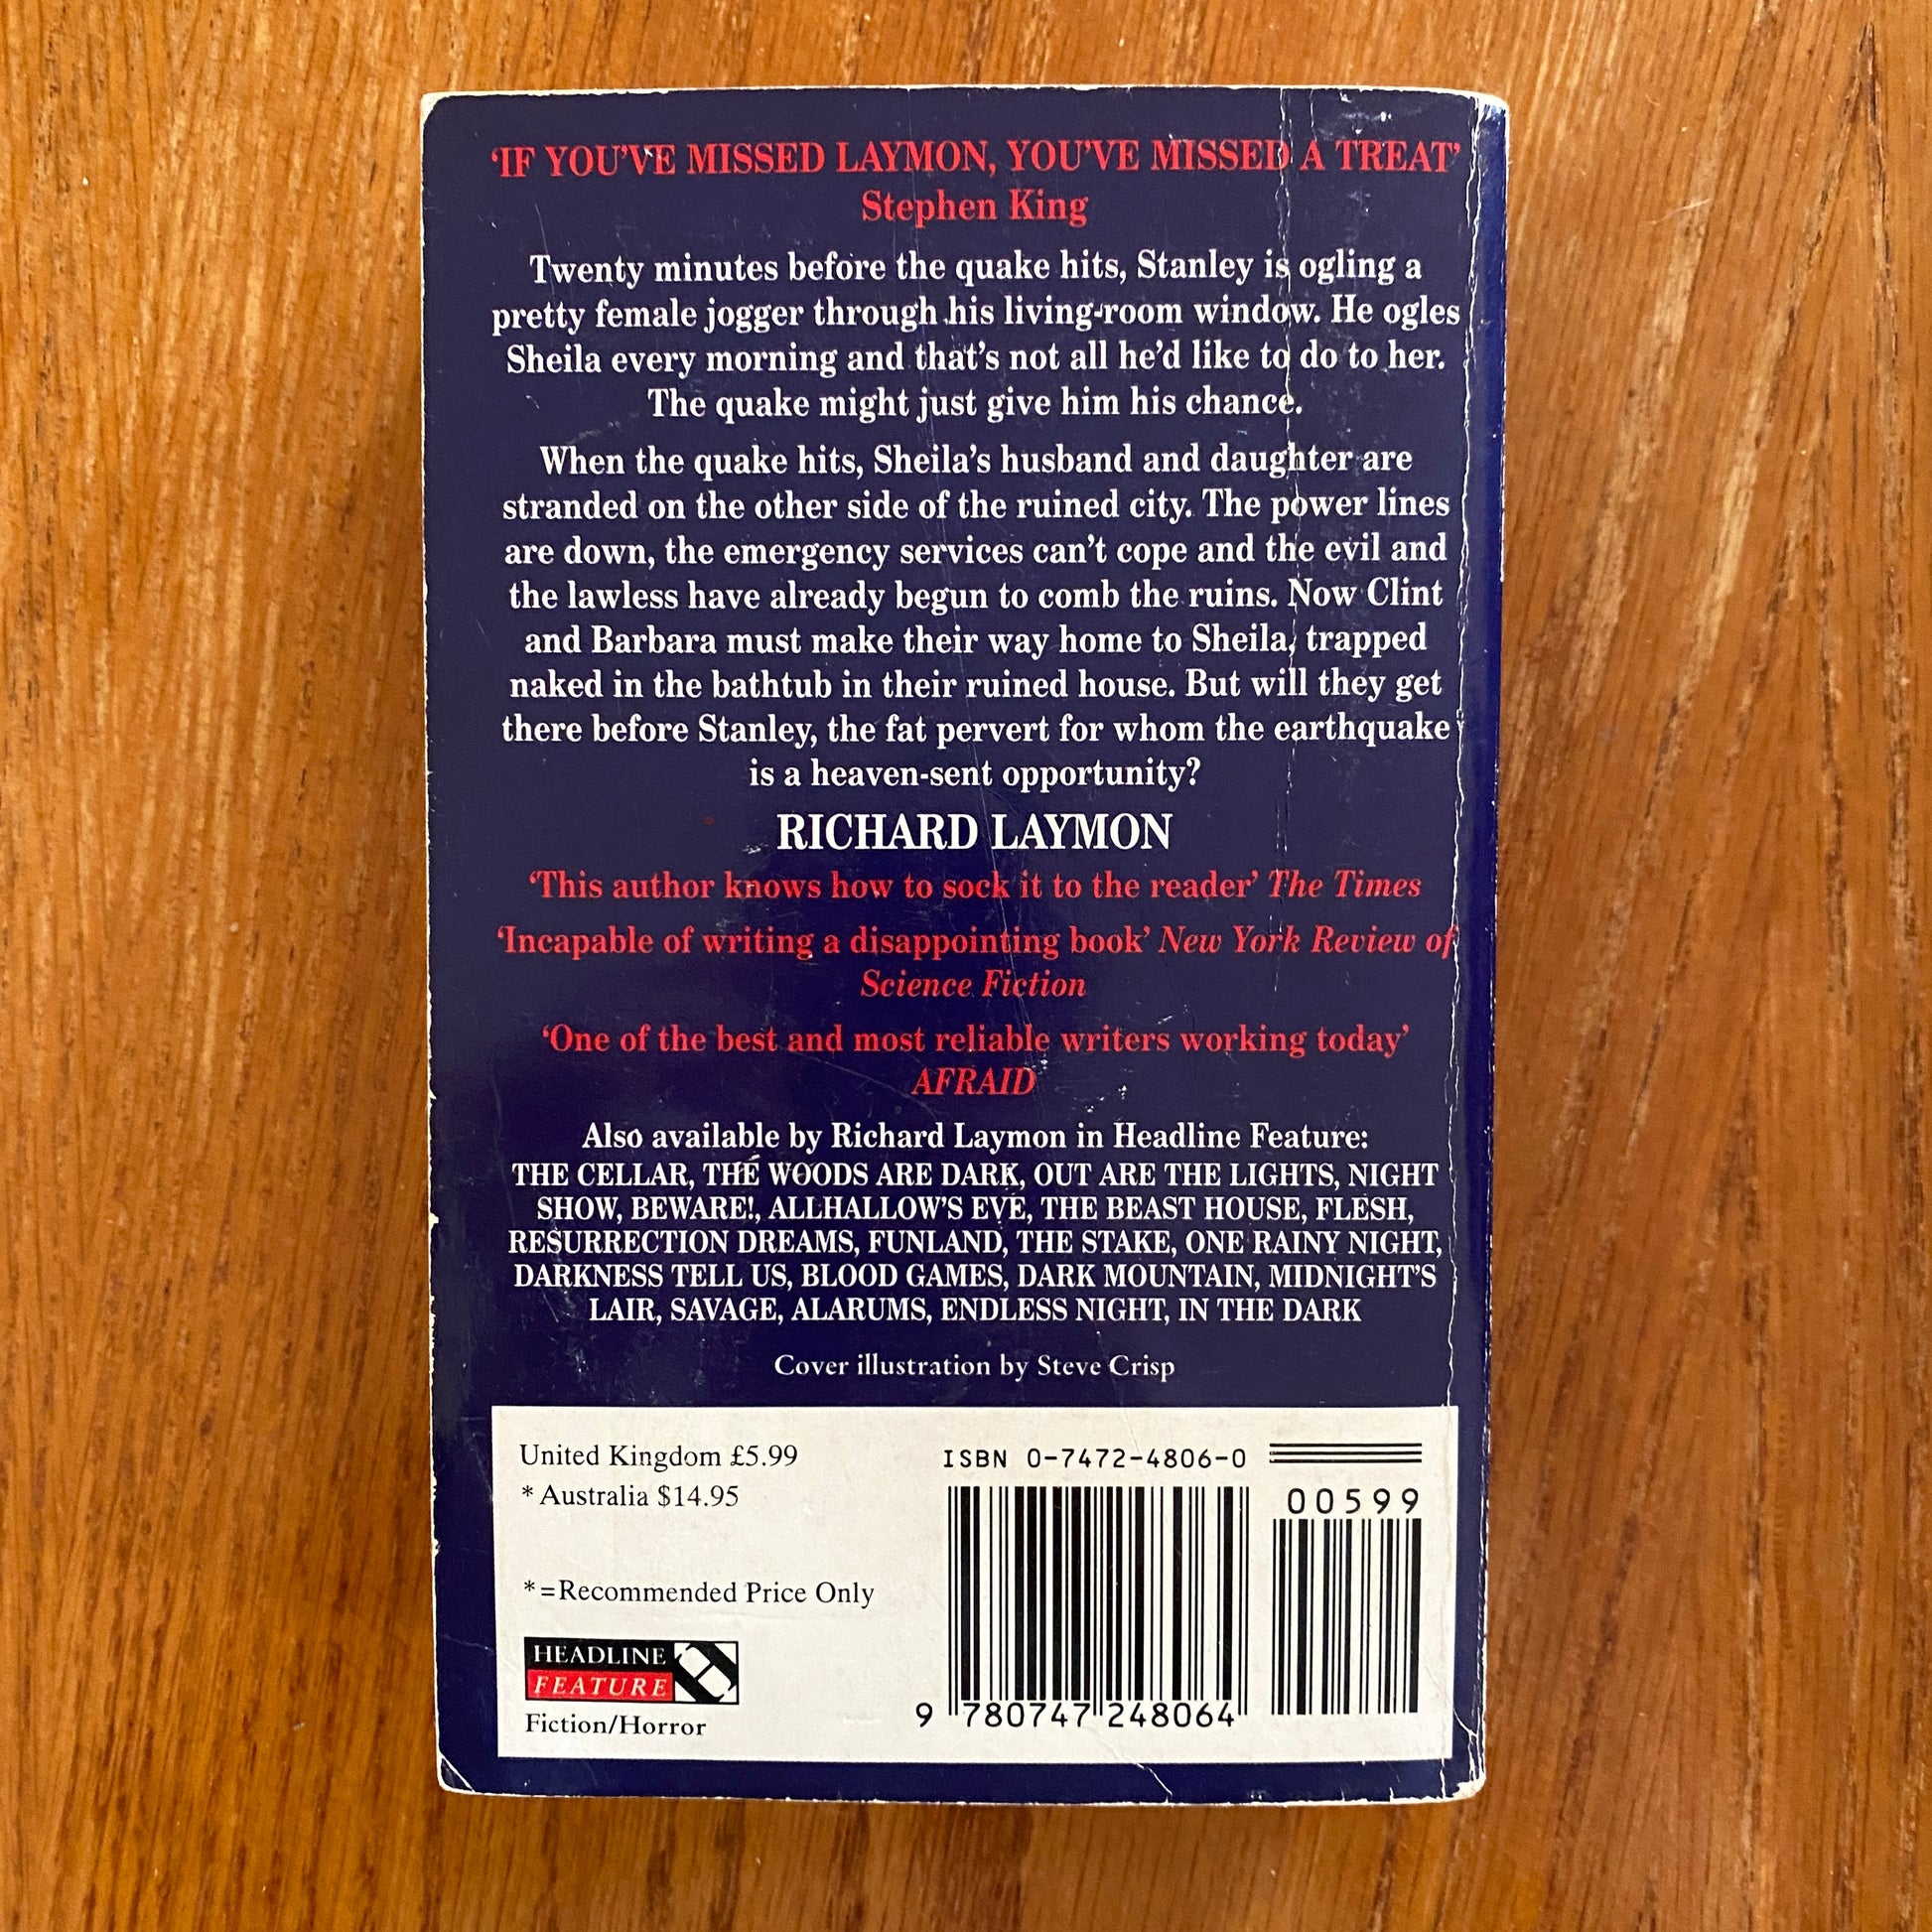 ‘IF YOU’VE MISSED LAYMON, YOU’VE MISSED A TREAT’
Stephen King
Twenty minutes before the quake hits, Stanley is ogling a
pretty female jogger through his living-room window. He ogles
Sheila every morning and that’s not all he’d like to do to her.
The quake might just give him his chance.
When the quake hits, Sheila’s husband and daughter are
stranded on the other side of the ruined city. The power lines
are down, the emergency services can’t cope and the evil and
the lawless have already begun to comb the ruins. Now Clint
and Barbara must make their way home to Sheila, trapped
naked in the bathtub in their ruined house. But will they get
there before Stanley, the fat pervert for whom the earthquake
is a heaven-sent opportunity?
RICHARD LAYMON
‘This author knows how to sock it to the reader’ The Times
‘Incapable of writing a disappointing book’ New York Review of
Science Fiction
‘One of the best and most reliable writers working today’
AFRAID
Also available by Richard Laymon in Headline Feature:
THE CELLAR, THE WOODS ARE DARK, OUT ARE THE LIGHTS, NIGHT
SHOW, BEWARE!, ALLHALLOW’S EVE, THE BEAST HOUSE, FLESH,
RESURRECTION DREAMS, FUNLAND, THE STAKE, ONE RAINY NIGHT,
DARKNESS TELL US, BLOOD GAMES, DARK MOUNTAIN, MIDNIGHT’S
LAIR, SAVAGE, ALARUMS, ENDLESS NIGHT, IN THE DARK
Cover illustration by Steve Crisp
United Kingdom £5.99
* Australia $14.95
*=Recommended Price Only
HEADLINE
FEATURE
Fiction/Horror
ISBN 0-7472-4806-0
00599
9 780747 248064